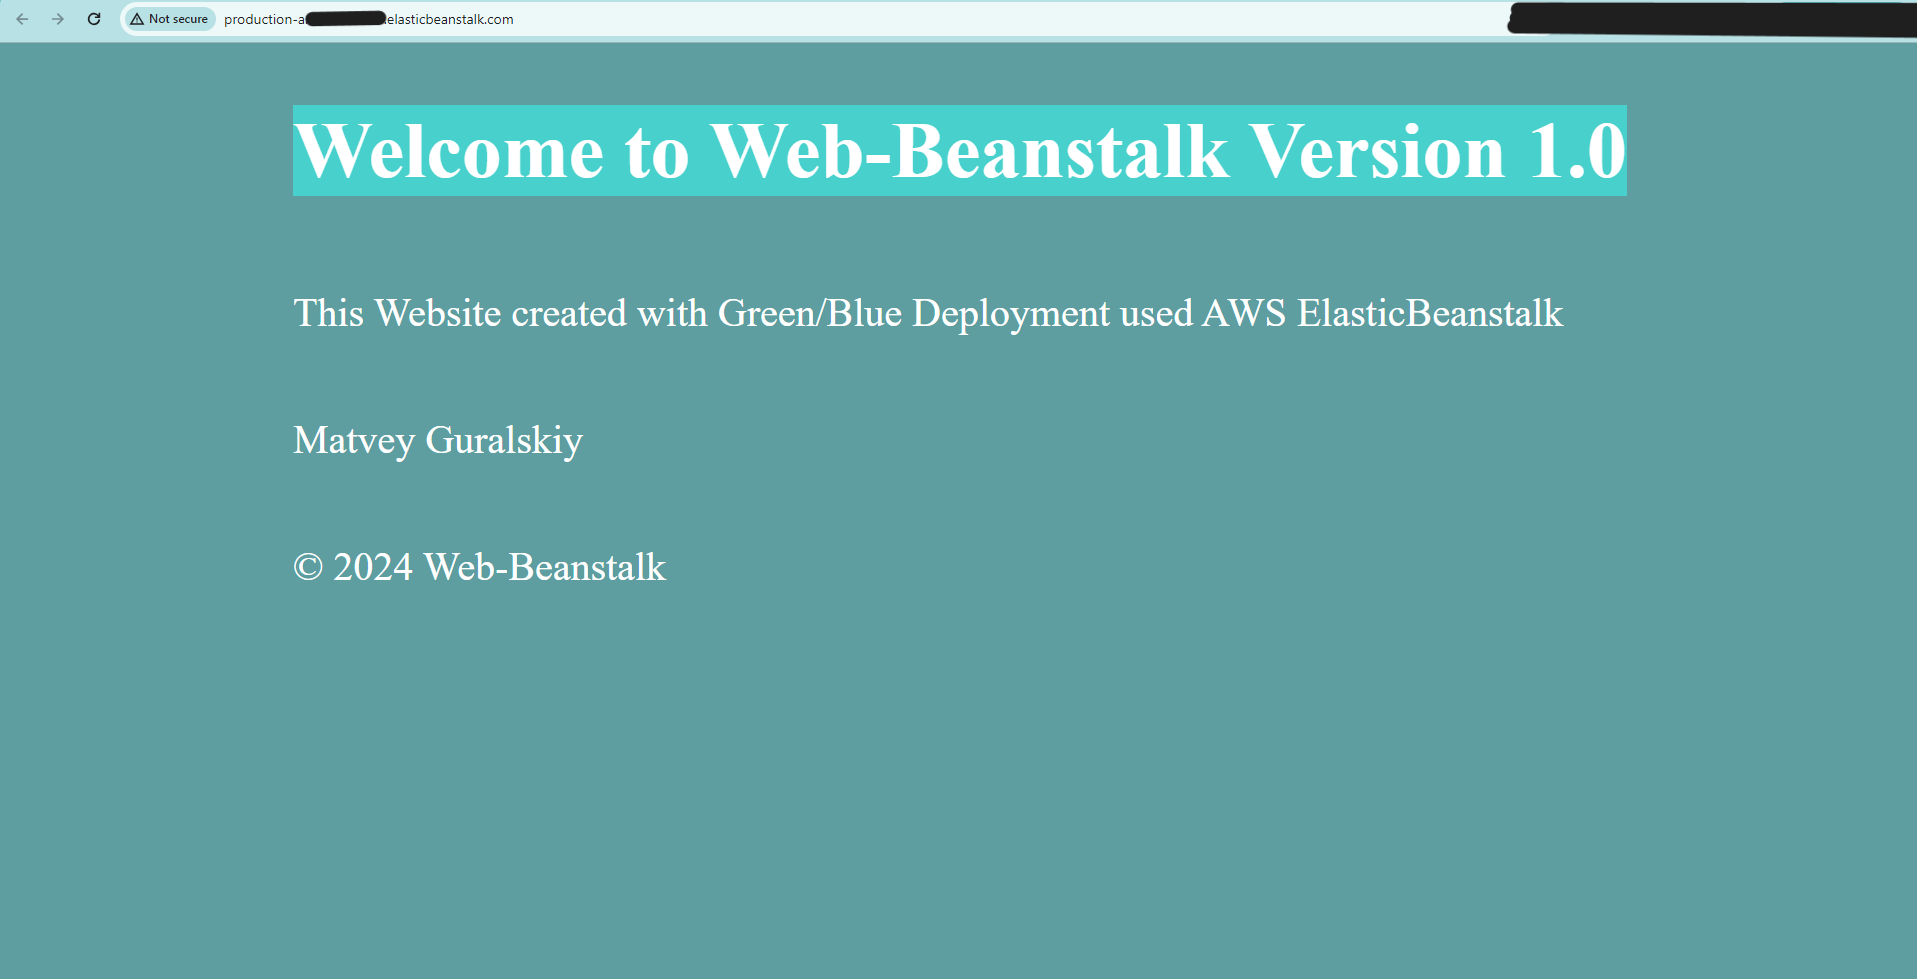 Not secure production-a elasticbeanstalk.com
Welcome to Web-Beanstalk Version 1.0
This Website created with Green/Blue Deployment used AWS ElasticBeanstalk
Matvey Guralskiy
© 2024 Web-Beanstalk